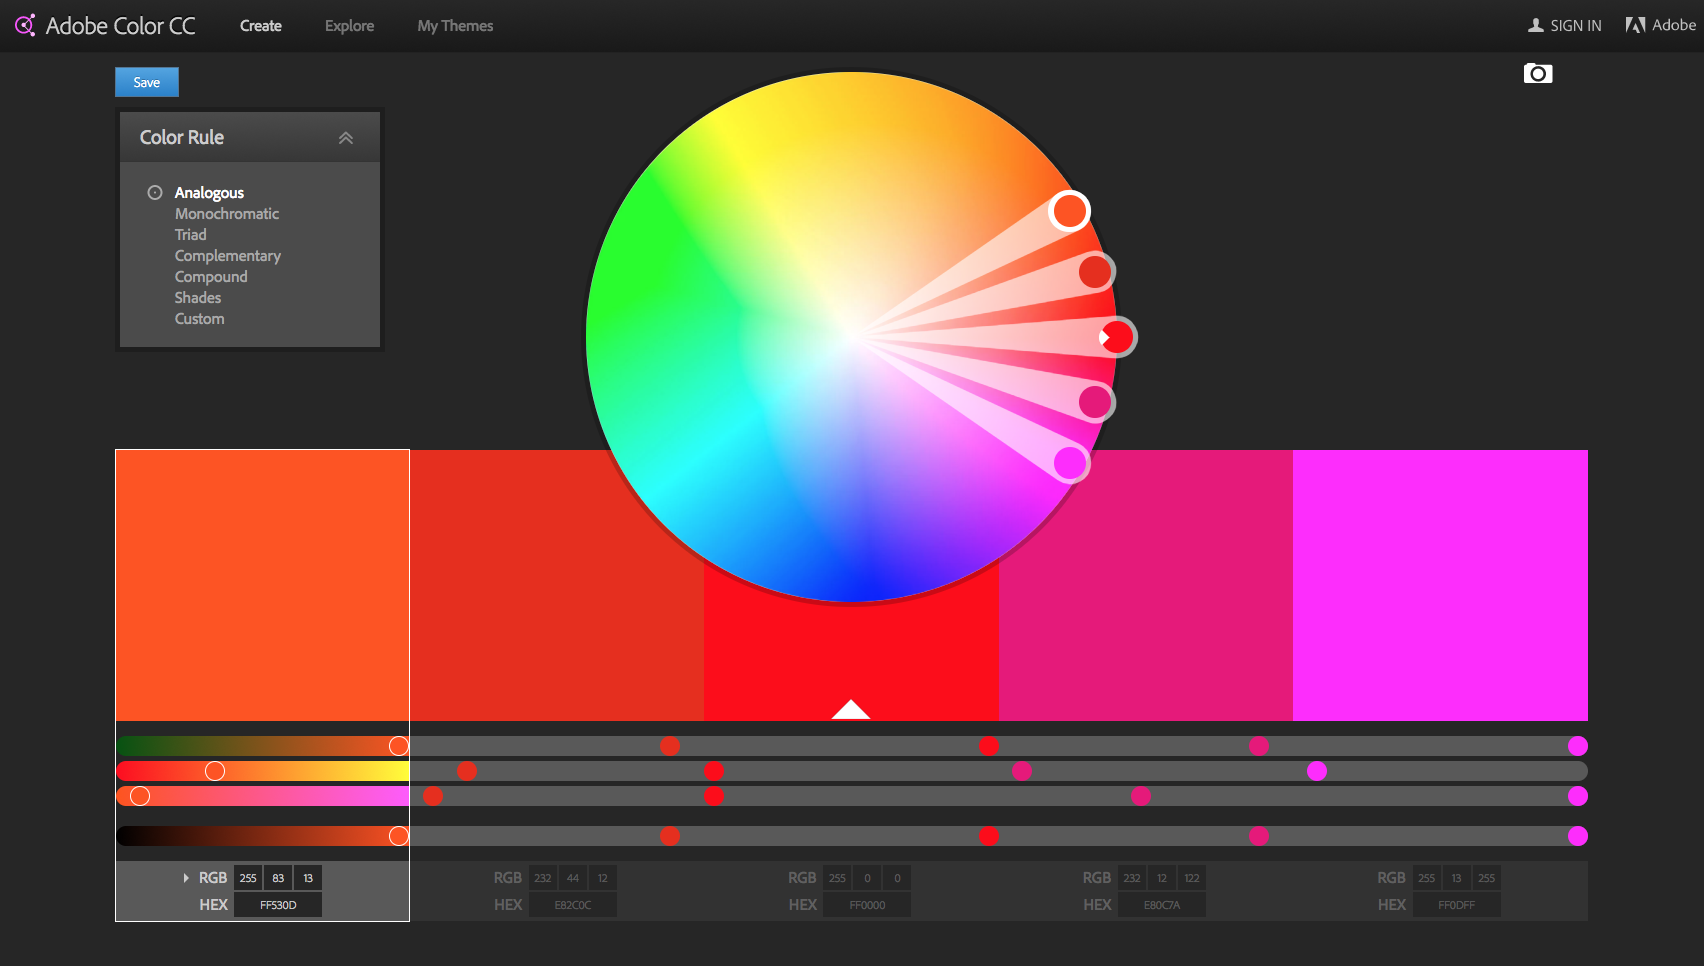 Adobe Color CC Create Explore My Themes SIGN IN Adobe
Save
Color Rule
Analogous
Monochromatic
Triad
Complementary
Compound
Shades
Custom
RGB 255 83 13 RGB 232 44 12 RGB 255 0 0 RGB 232 12 122 RGB 255 13 255
HEX FF530D HEX E82C0C HEX FF0000 HEX E80C7A HEX FF0DFF